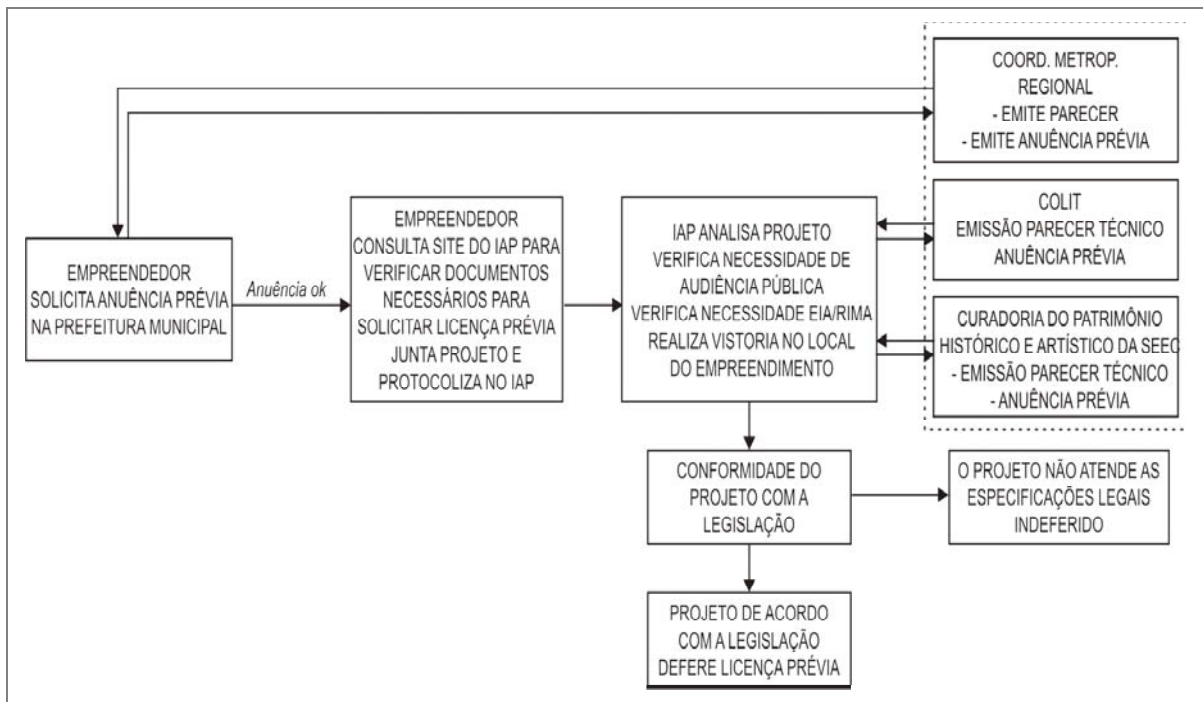 COORD. METROP.
REGIONAL
- EMITE PARECER
- EMITE ANUÊNCIA PRÉVIA
EMPREENDEDOR
SOLICITA ANUÊNCIA PRÉVIA
NA PREFEITURA MUNICIPAL
Anuência ok
EMPREENDEDOR
CONSULTA SITE DO IAP PARA
VERIFICAR DOCUMENTOS
NECESSÁRIOS PARA
SOLICITAR LICENÇA PRÉVIA
JUNTA PROJETO E
PROTOCOLIZA NO IAP
IAP ANALISA PROJETO
VERIFICA NECESSIDADE DE
AUDIÊNCIA PÚBLICA
VERIFICA NECESSIDADE EIA/RIMA
REALIZA VISTORIA NO LOCAL
DO EMPREENDIMENTO
COLIT
EMISSÃO PARECER TÉCNICO
ANUÊNCIA PRÉVIA
CURADORIA DO PATRIMÔNIO
HISTÓRICO E ARTÍSTICO DA SEEC
- EMISSÃO PARECER TÉCNICO
- ANUÊNCIA PRÉVIA
CONFORMIDADE DO
PROJETO COM A
LEGISLAÇÃO
O PROJETO NÃO ATENDE AS
ESPECIFICAÇÕES LEGAIS
INDEFERIDO
PROJETO DE ACORDO
COM A LEGISLAÇÃO
DEFERE LICENÇA PRÉVIA